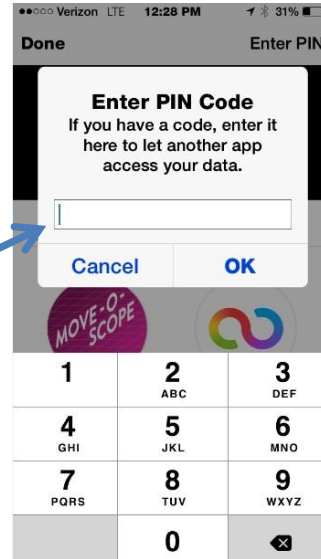 Verizon LTE 12:28 PM 31%
Done Enter PIN
Enter PIN Code
If you have a code, enter it
here to let another app
access your data.
Cancel OK
MOVE-O-
SCOPE
1 2 3
ABC DEF
4 5 6
GHI JKL MNO
7 8 9
PQRS TUV WXYZ
0